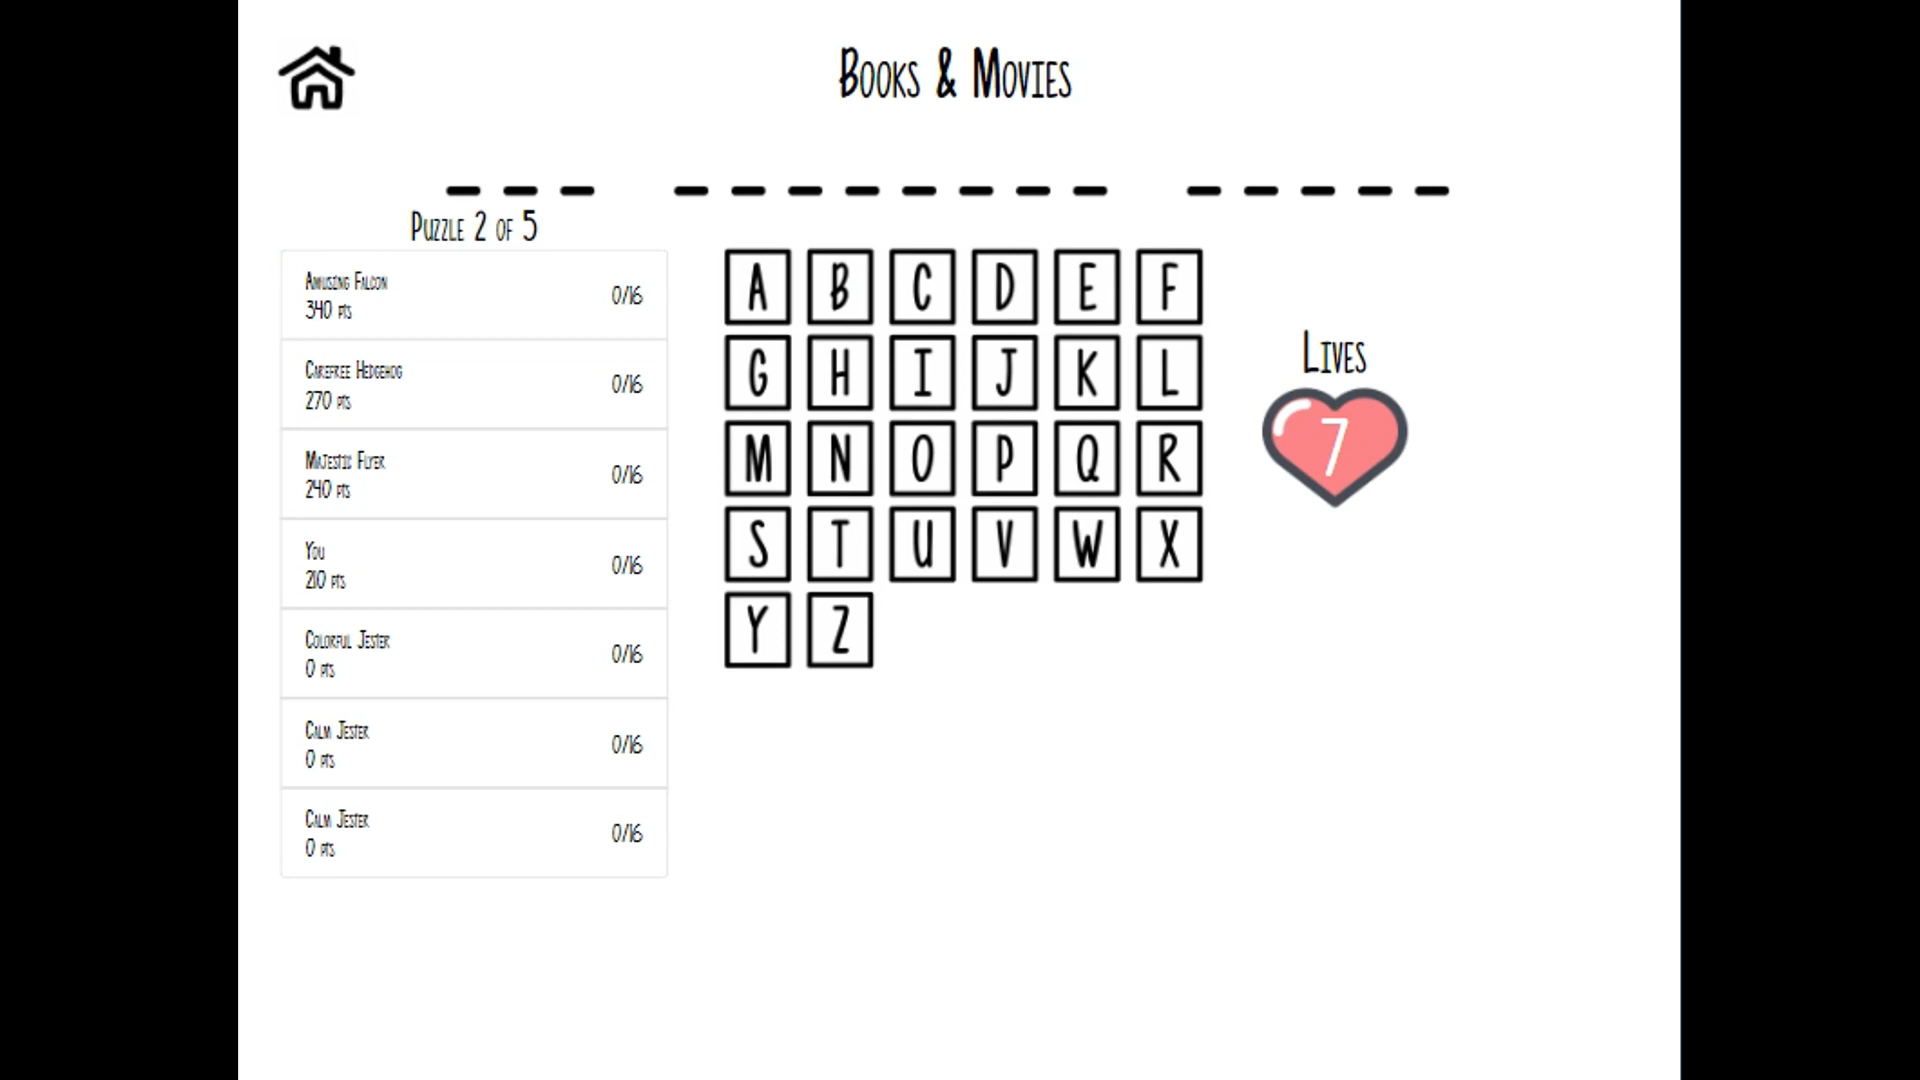 Books & Movies
Puzzle 2 of 5
Amusing Falcon
340 pts
0/16
Carefree Hedgehog
270 pts
0/16
Majestic Flyer
240 pts
0/16
You
210 pts
0/16
Colorful Jester
0 pts
0/16
Calm Jester
0 pts
0/16
Calm Jester
0 pts
0/16
A B C D E F
G H I J K L
M N O P Q R
S T U V W X
Y Z
Lives
7